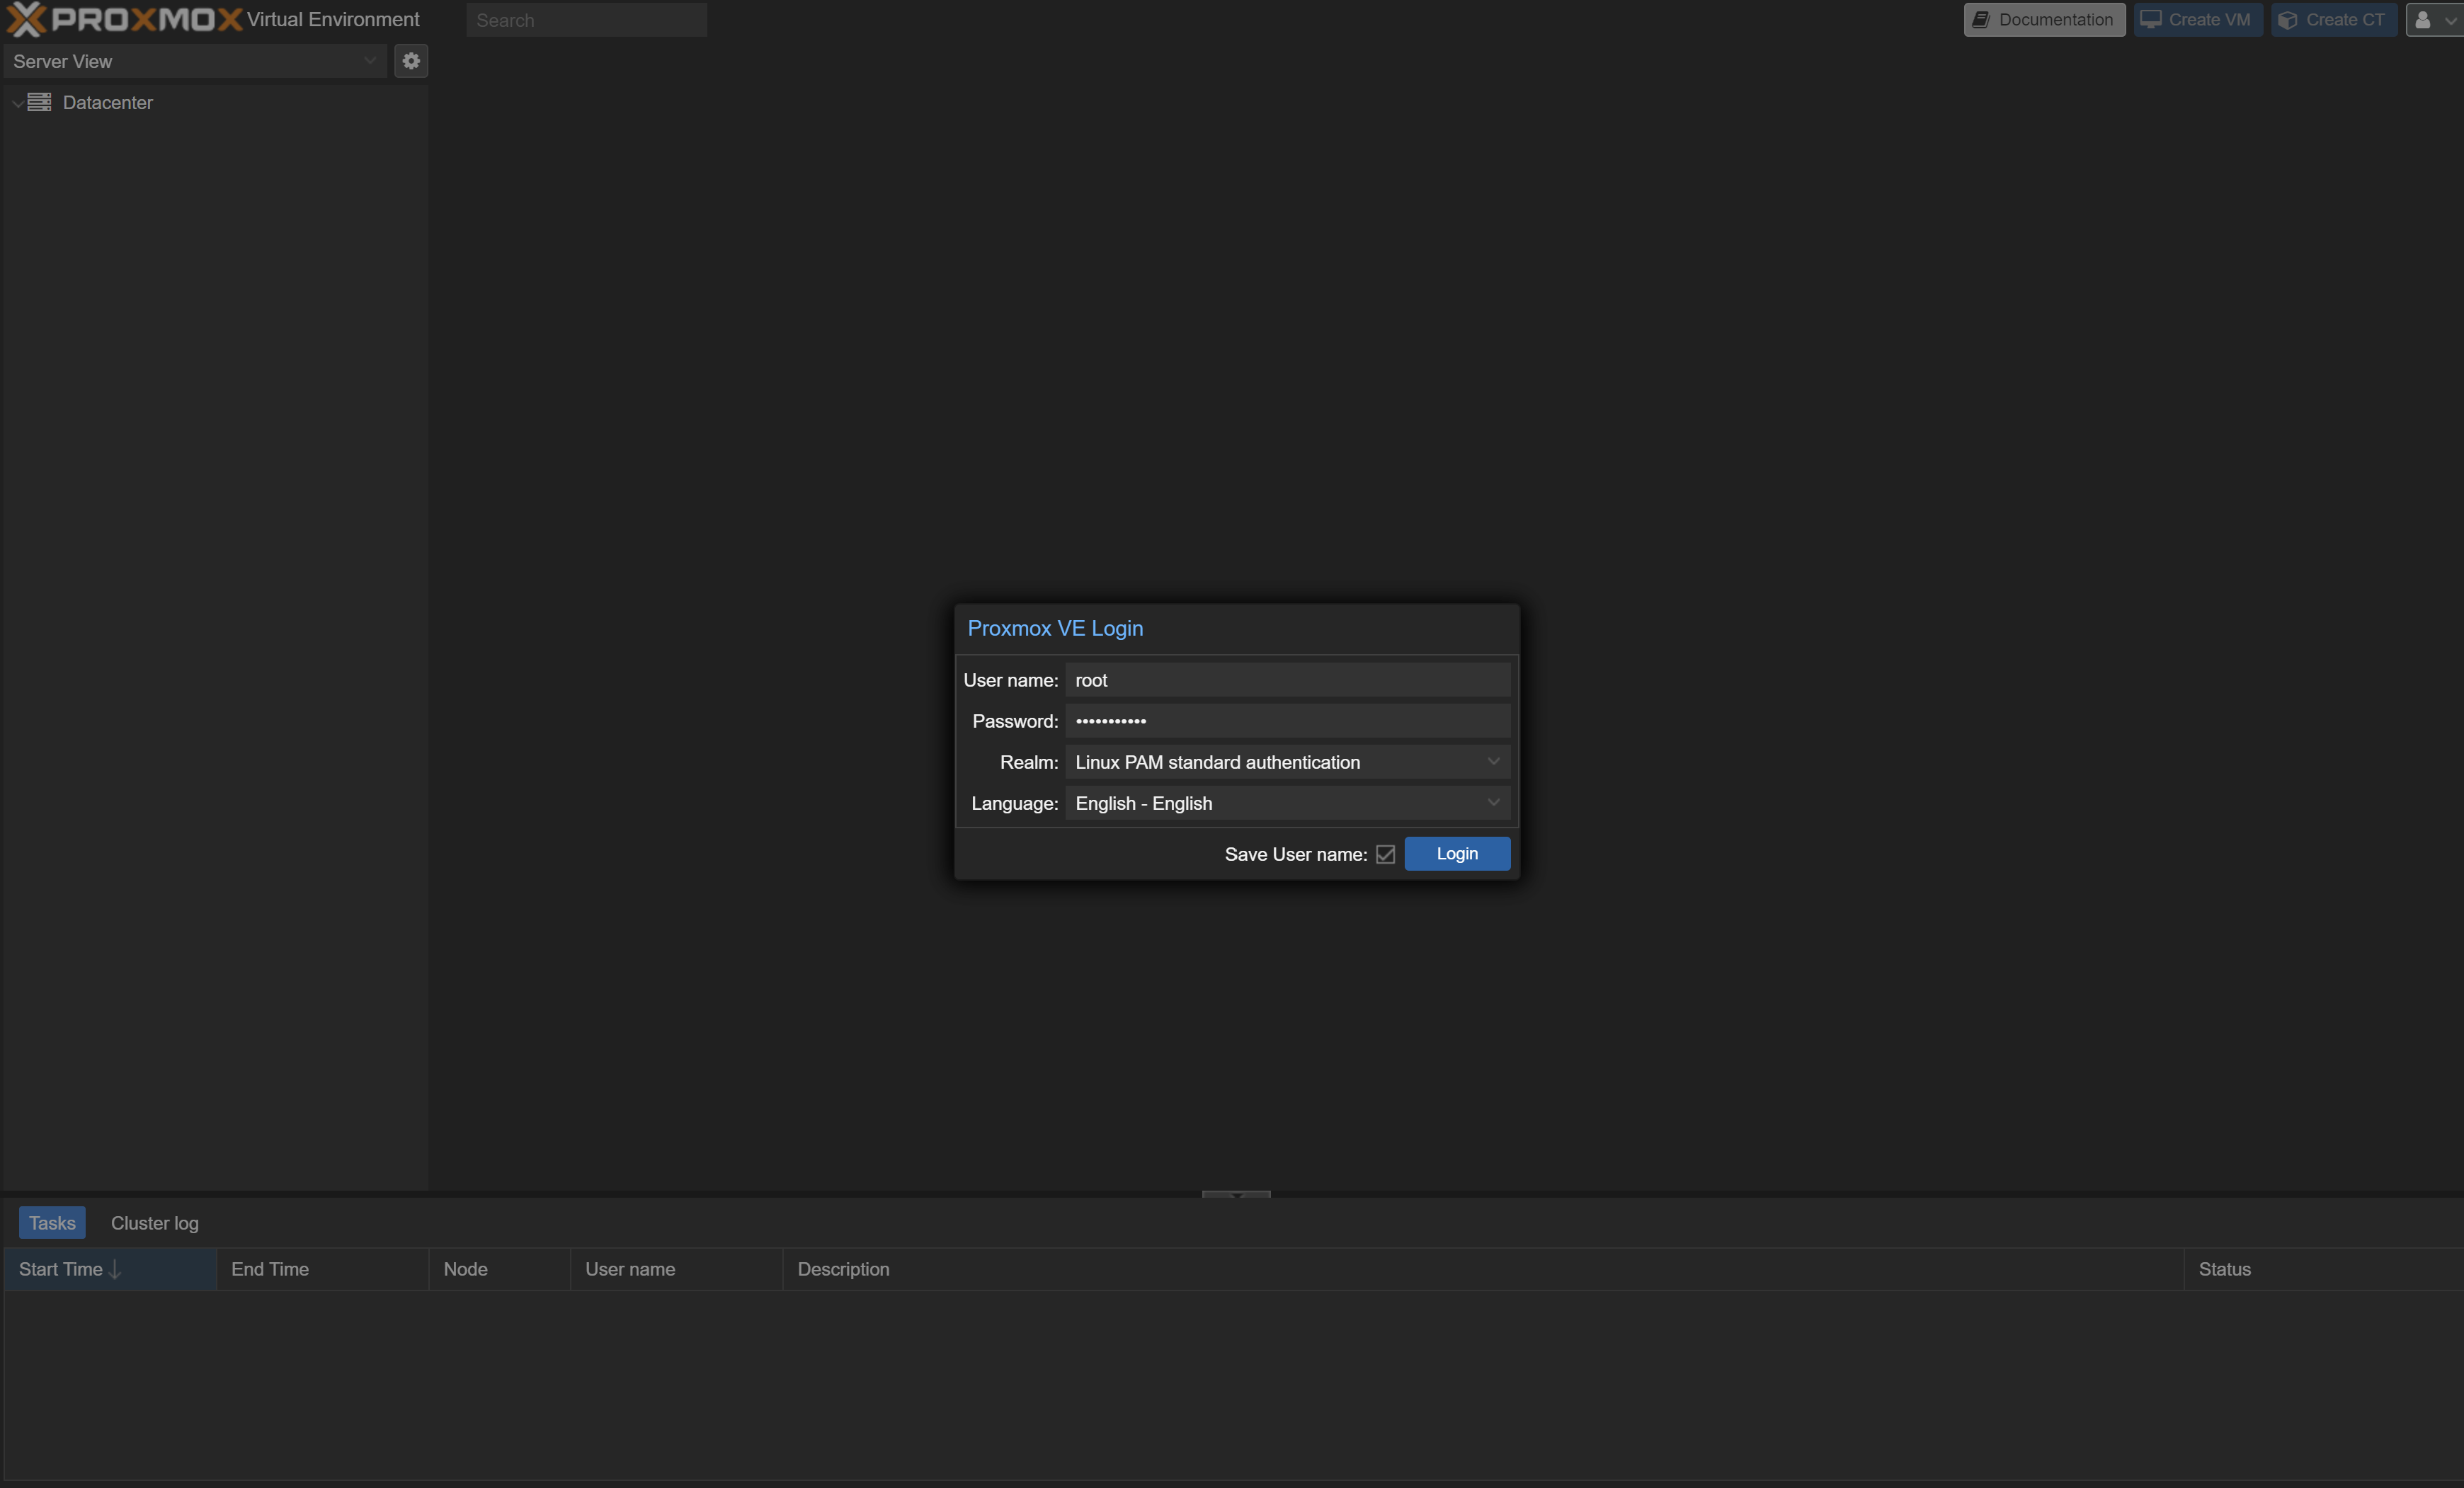 PROXMOX Virtual Environment
Search
Documentation
Create VM
Create CT
Server View
Datacenter
Proxmox VE Login
User name: root
Password: •••••••••••
Realm: Linux PAM standard authentication
Language: English - English
Save User name:
Login
Tasks
Cluster log
Start Time
End Time
Node
User name
Description
Status